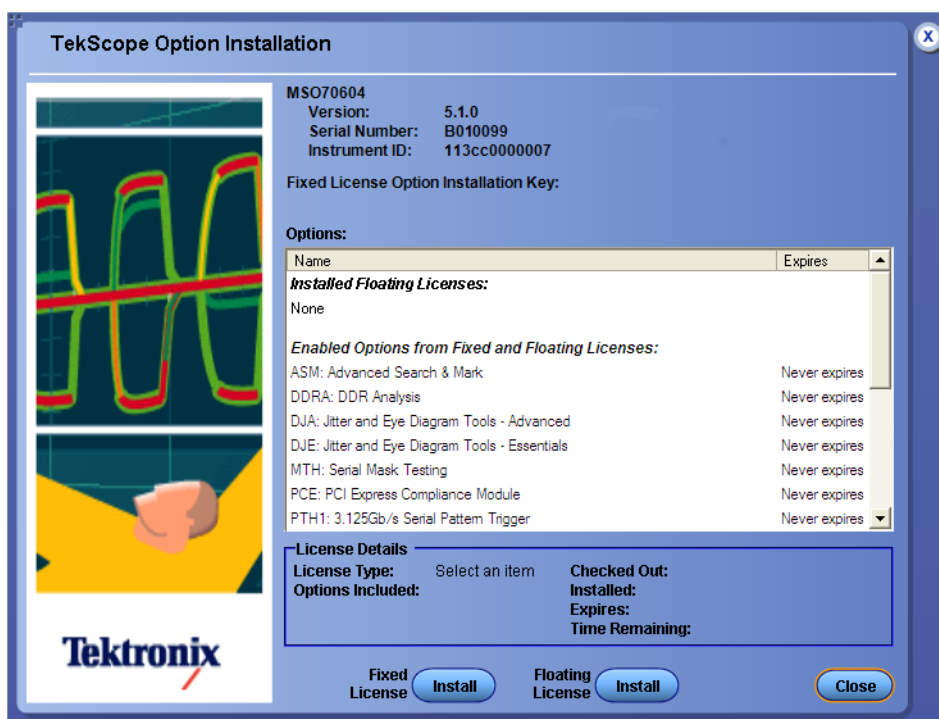 TekScope Option Installation
X
MSO70604
Version: 5.1.0
Serial Number: B010099
Instrument ID: 113cc0000007
Fixed License Option Installation Key:
Options:
Name Expires
Installed Floating Licenses:
None
Enabled Options from Fixed and Floating Licenses:
ASM: Advanced Search & Mark Never expires
DDRA: DDR Analysis Never expires
DJA: Jitter and Eye Diagram Tools - Advanced Never expires
DJE: Jitter and Eye Diagram Tools - Essentials Never expires
MTH: Serial Mask Testing Never expires
PCE: PCI Express Compliance Module Never expires
PTH1: 3.125Gb/s Serial Pattern Trigger Never expires
License Details
License Type: Select an item Checked Out:
Options Included: Installed:
Expires:
Time Remaining:
Tektronix
Fixed License Install Floating License Install Close